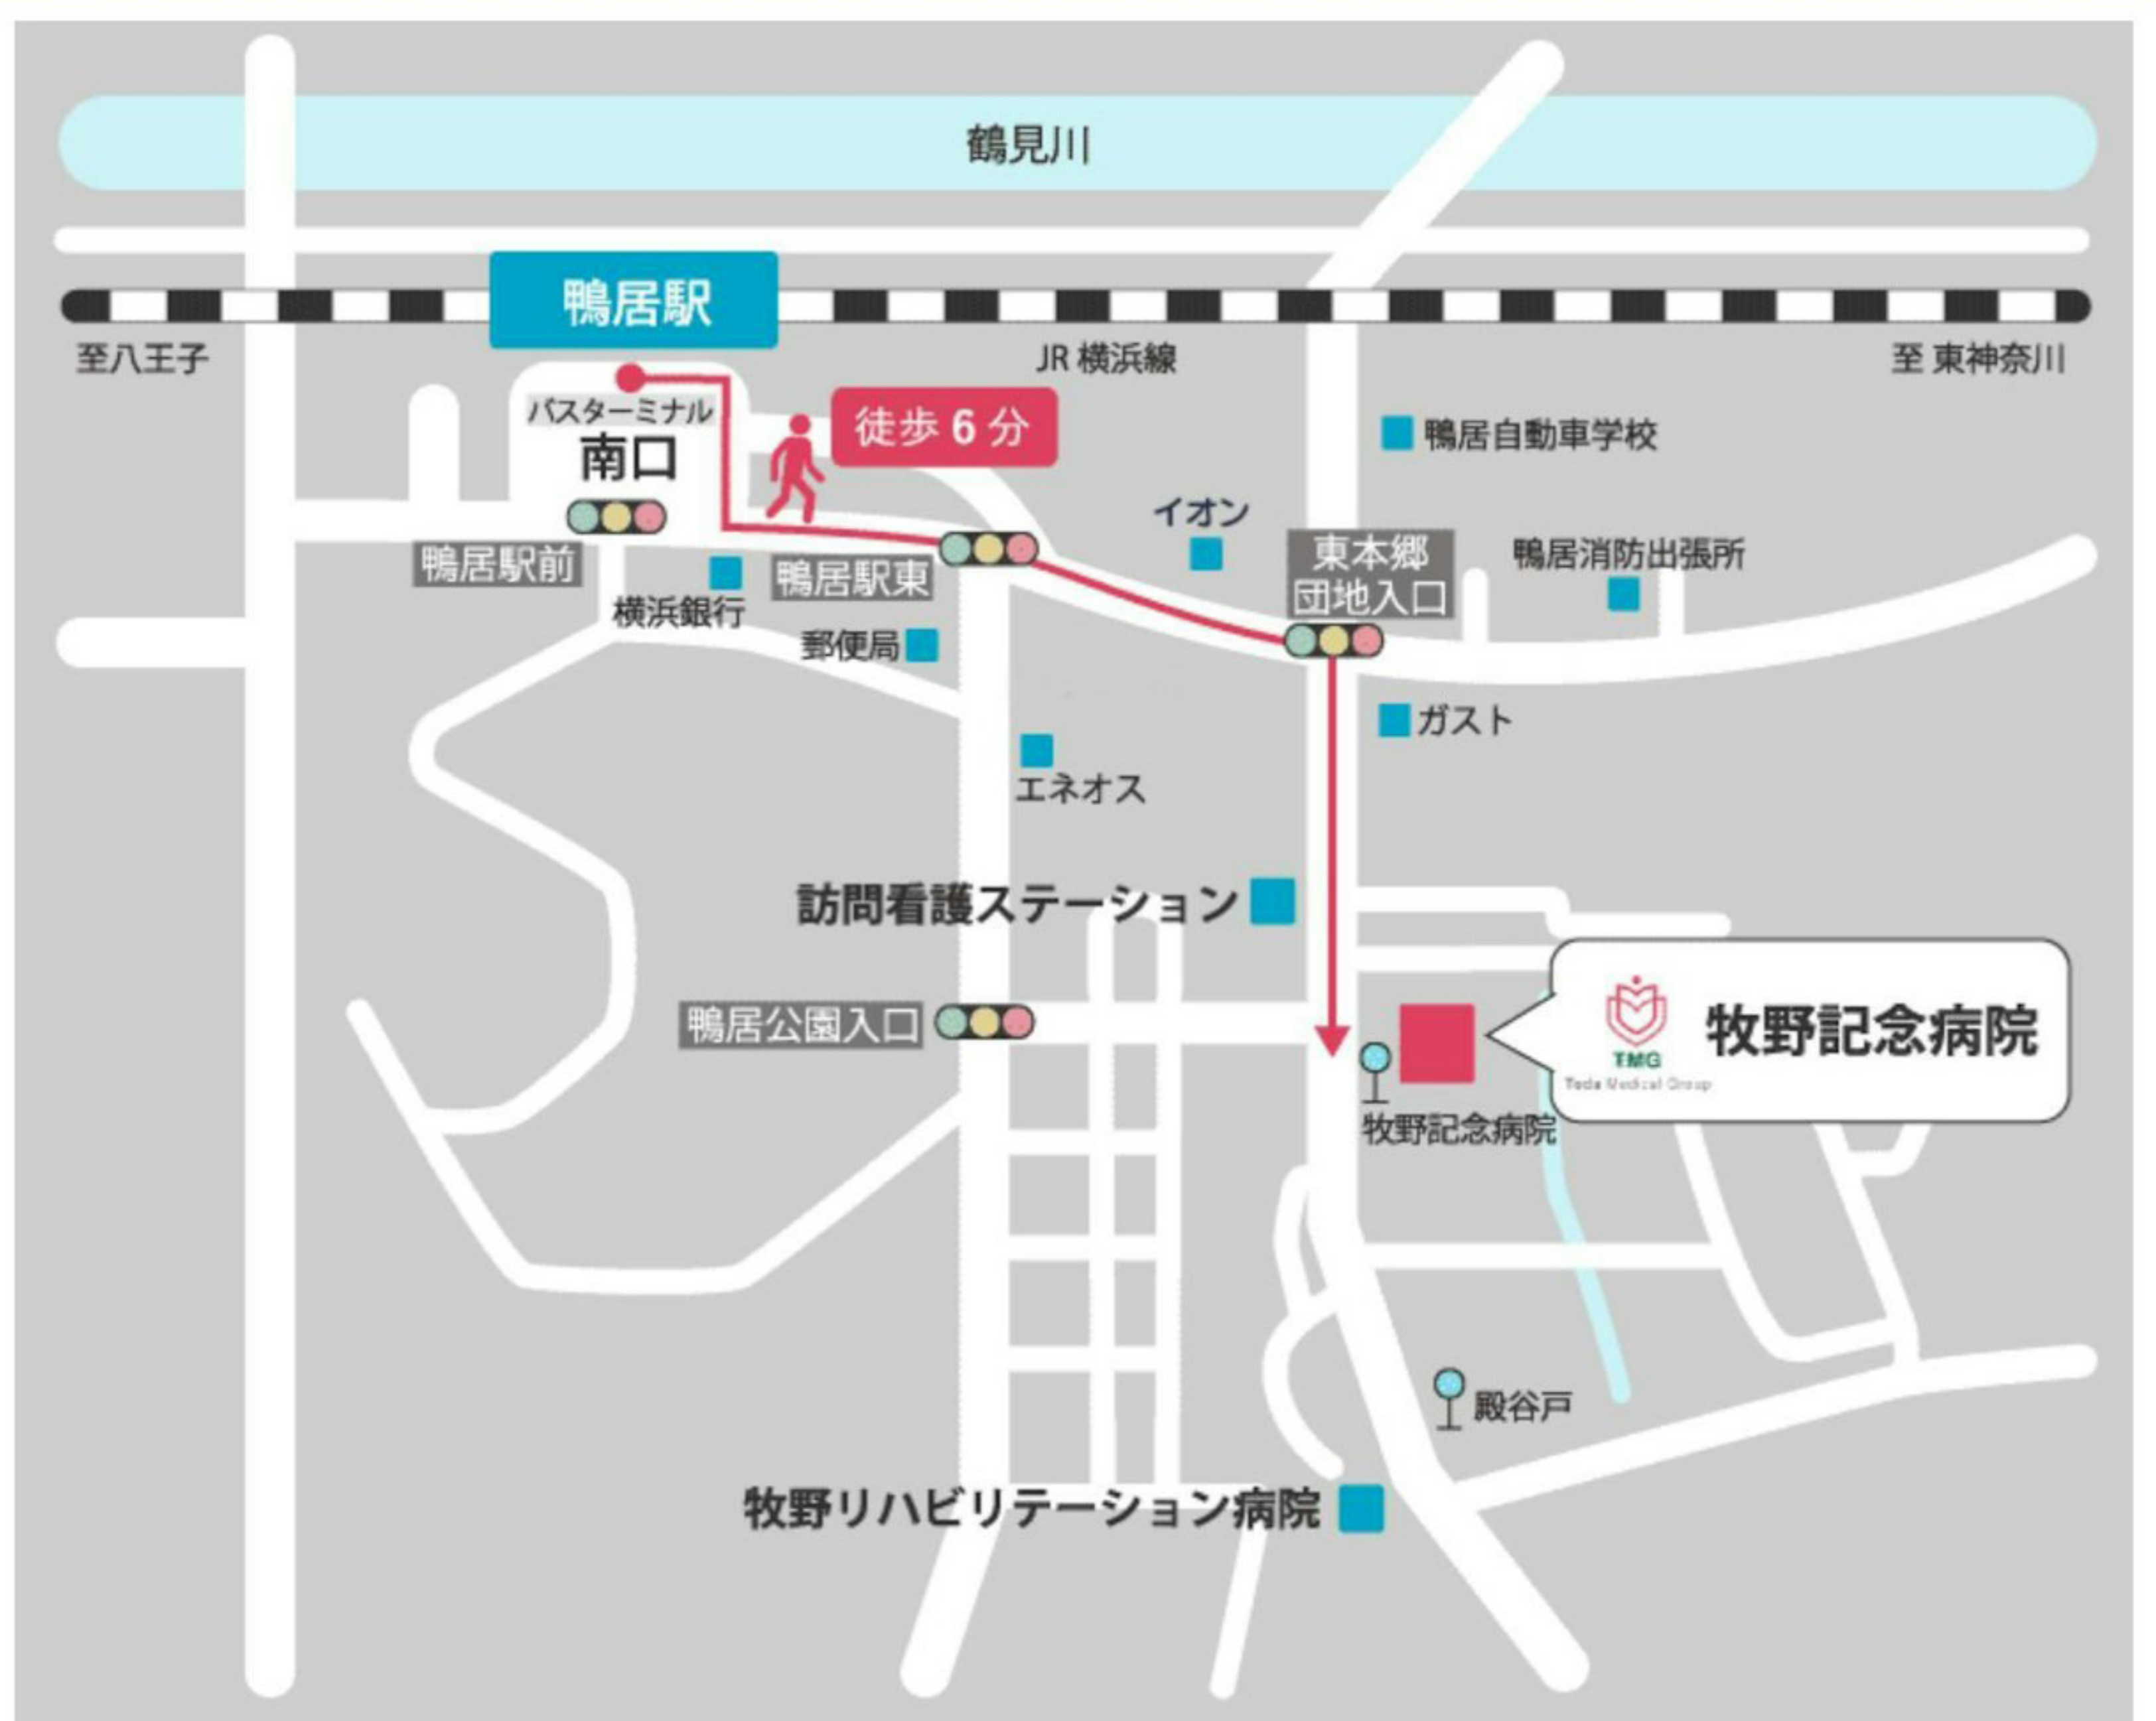 鶴見川
鴨居駅
至八王子
JR 横浜線
至 東神奈川
バスターミナル
南口
徒歩 6 分
鴨居自動車学校
イオン
鴨居駅前
横浜銀行
鴨居駅東
東本郷
団地入口
鴨居消防出張所
郵便局
ガスト
エネオス
訪問看護ステーション
鴨居公園入口
牧野記念病院
TMG
Toda Medical Group
牧野記念病院
殿谷戸
牧野リハビリテーション病院